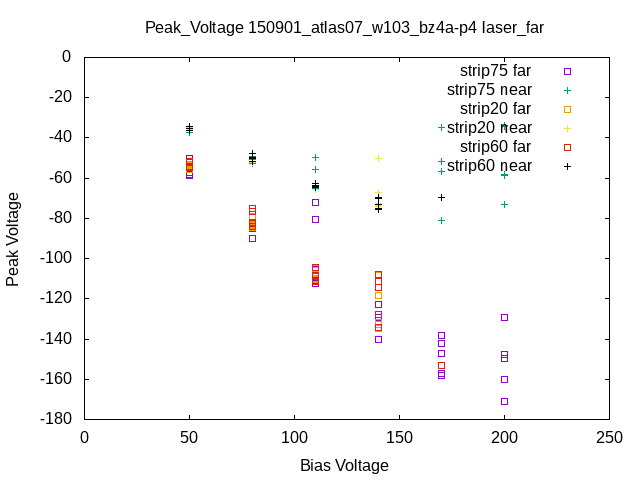 Peak_Voltage 150901_atlas07_w103_bz4a-p4 laser_far
0
-20
-40
-60
-80
-100
-120
-140
-160
-180
Peak Voltage
strip75 far
strip75 near
strip20 far
strip20 near
strip60 far
strip60 near
0 50 100 150 200 250
Bias Voltage